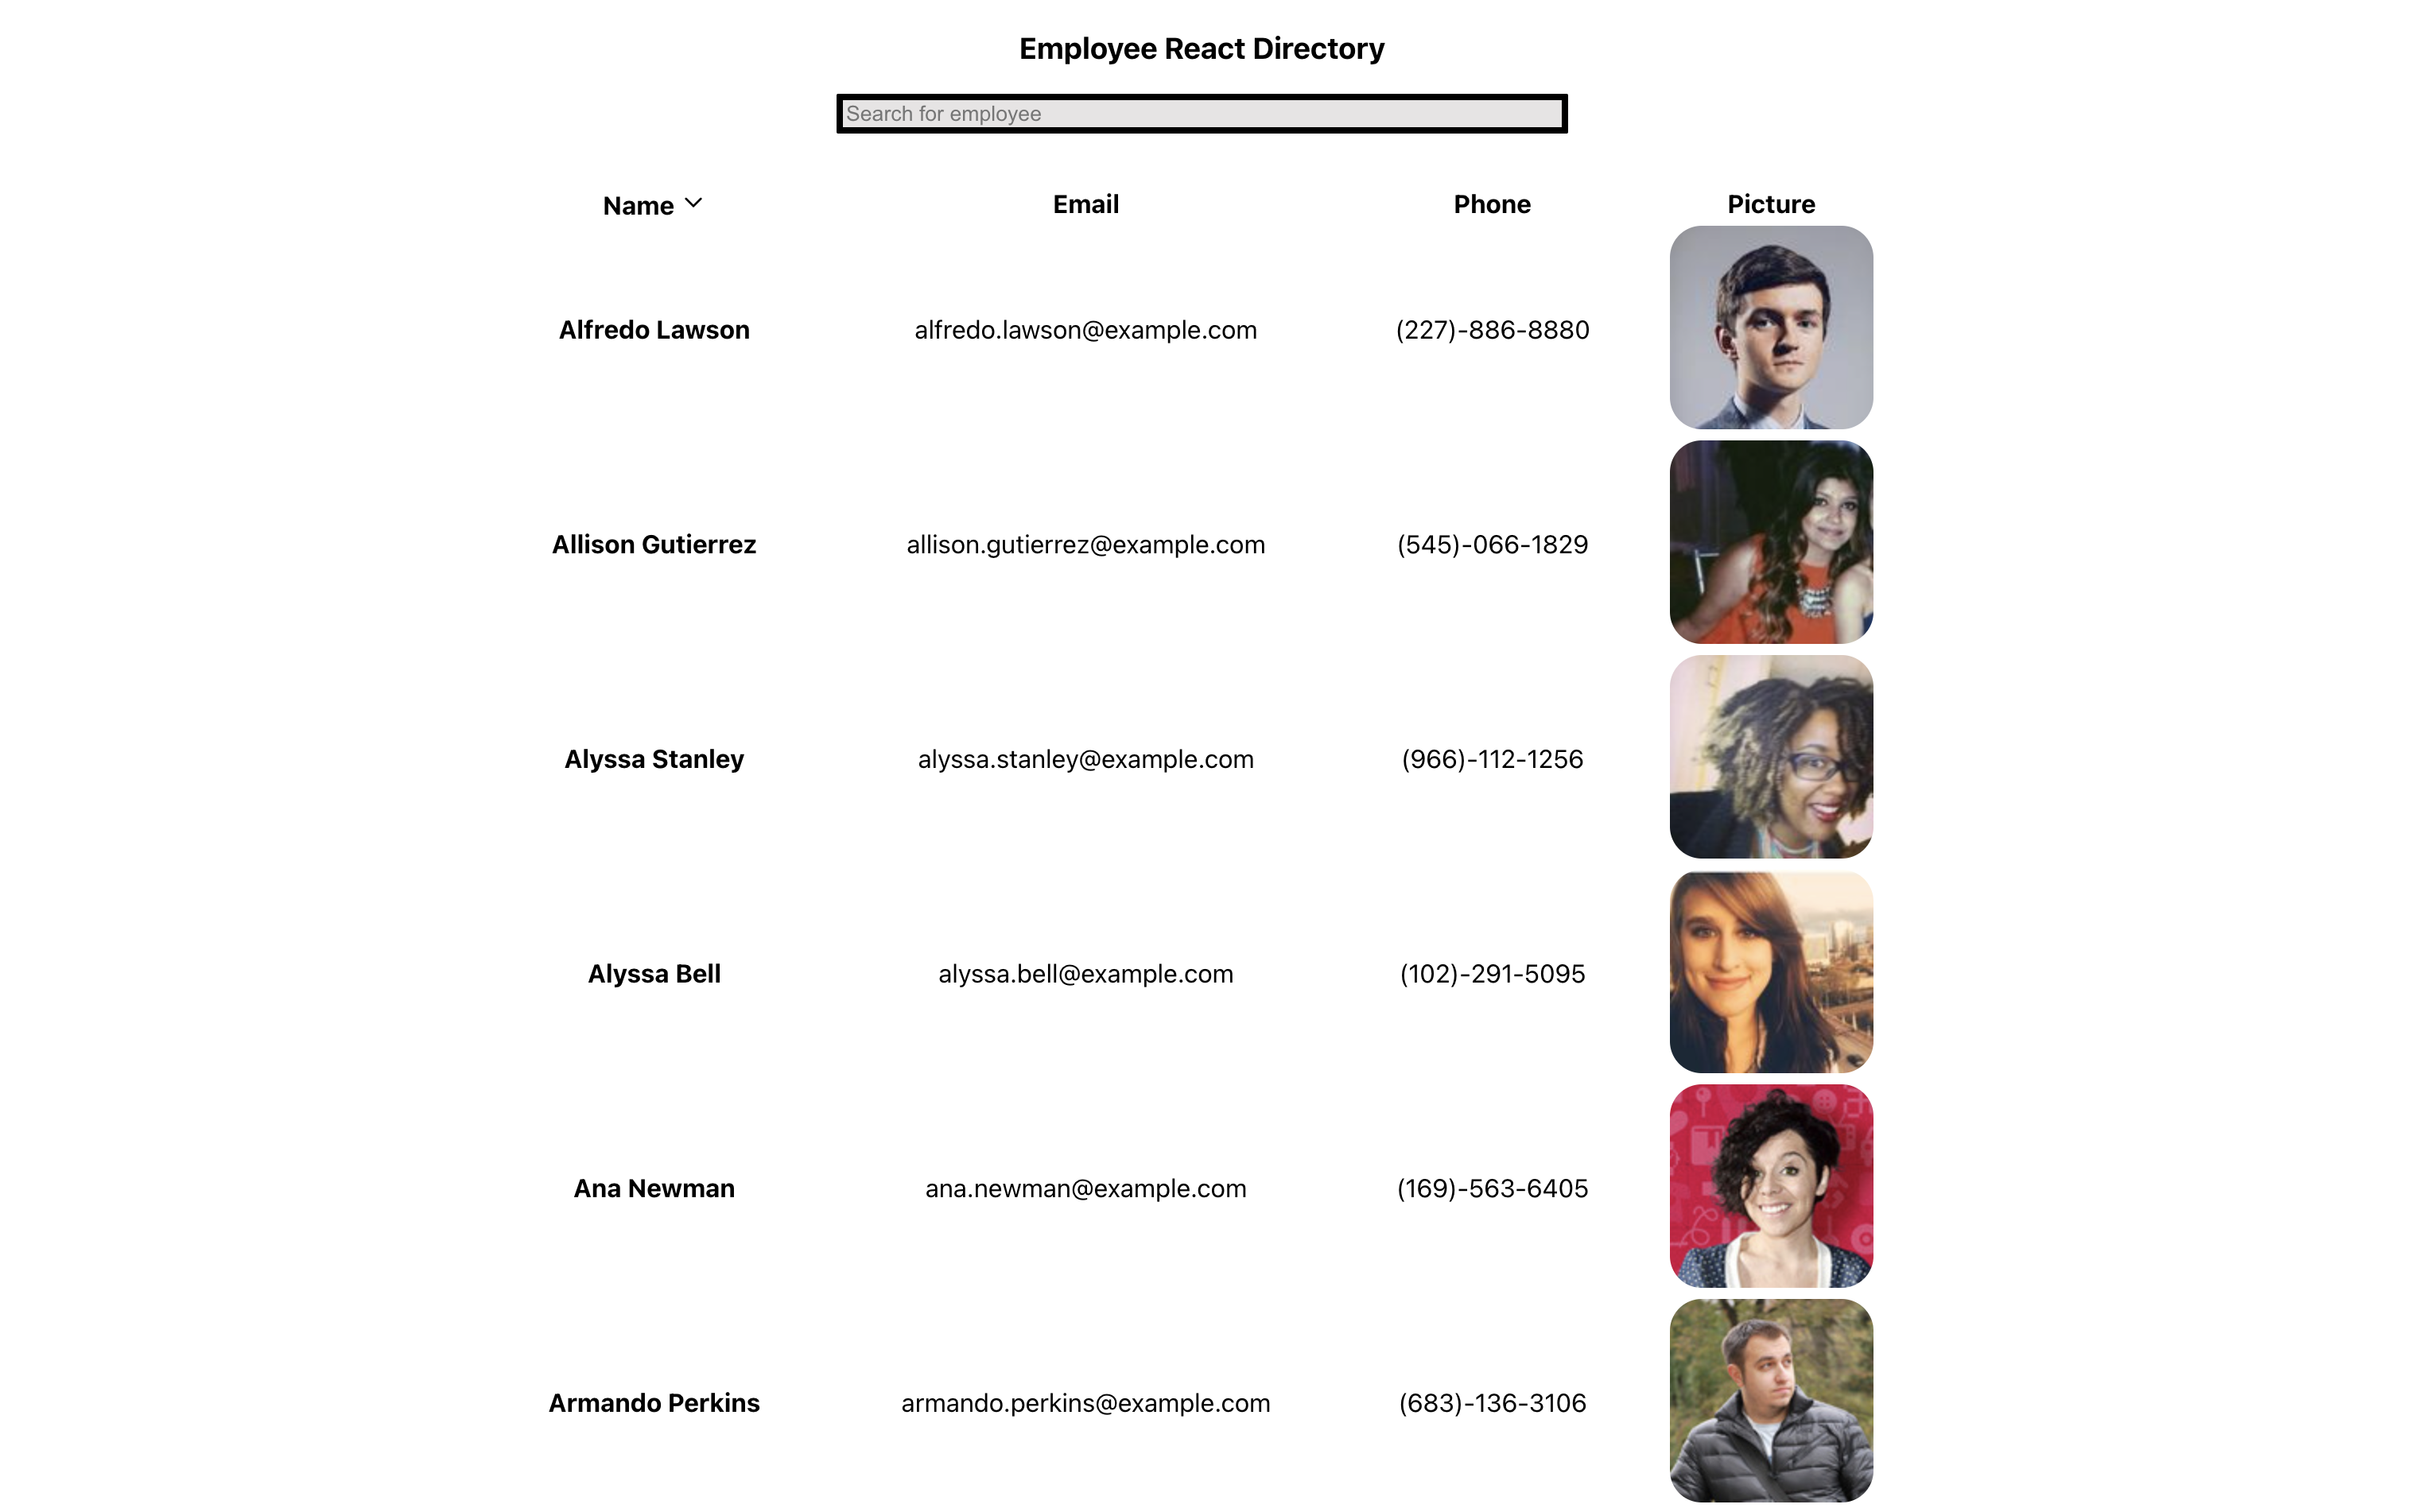 Employee React Directory
Search for employee
Name Email Phone Picture
Alfredo Lawson alfredo.lawson@example.com (227)-886-8880
Allison Gutierrez allison.gutierrez@example.com (545)-066-1829
Alyssa Stanley alyssa.stanley@example.com (966)-112-1256
Alyssa Bell alyssa.bell@example.com (102)-291-5095
Ana Newman ana.newman@example.com (169)-563-6405
Armando Perkins armando.perkins@example.com (683)-136-3106